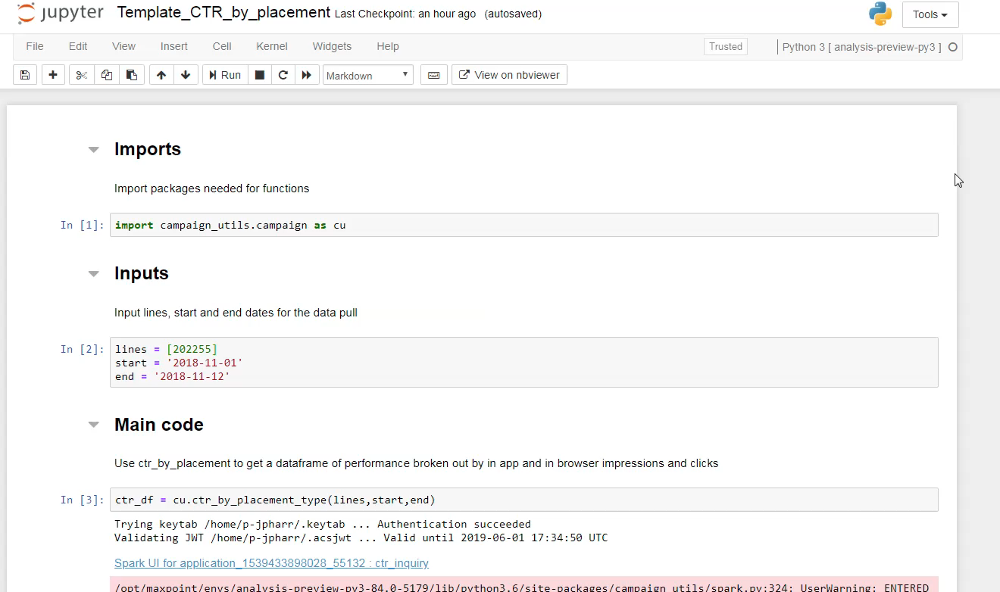 jupyter Template_CTR_by_placement Last Checkpoint: an hour ago (autosaved) Tools
File Edit View Insert Cell Kernel Widgets Help Trusted Python 3 [ analysis-preview-py3 ]
Run Markdown View on nbviewer
Imports
Import packages needed for functions
In [1]: import campaign_utils.campaign as cu
Inputs
Input lines, start and end dates for the data pull
In [2]: lines = [202255]
start = '2018-11-01'
end = '2018-11-12'
Main code
Use ctr_by_placement to get a dataframe of performance broken out by in app and in browser impressions and clicks
In [3]: ctr_df = cu.ctr_by_placement_type(lines,start,end)
Trying keytab /home/p-jpharr/.keytab ... Authentication succeeded
Validating JWT /home/p-jpharr/.acsjwt ... Valid until 2019-06-01 17:34:50 UTC
Spark UI for application_1539433898028_55132 : ctr_inquiry
/opt/maxpoint/envs/analysis-preview-py3-84.0-5179/lib/python3.6/site-packages/campaign_utils/spark.py:324: UserWarning: ENTERED